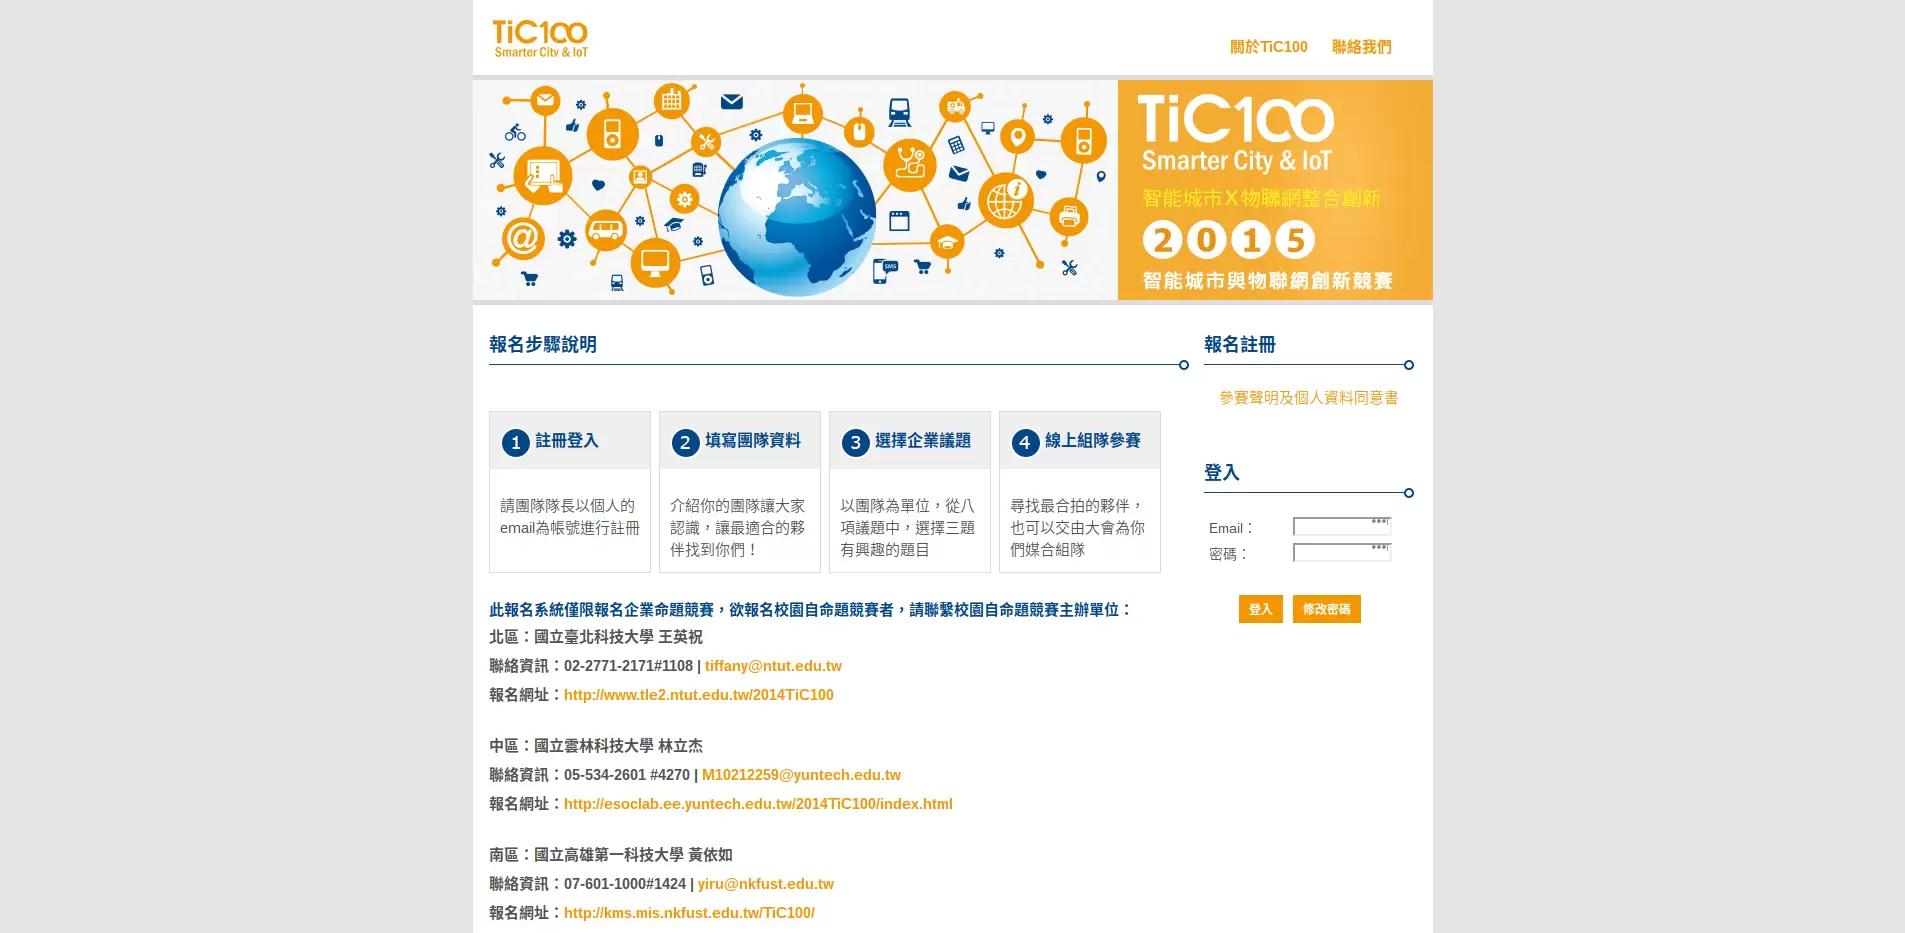 TiC100
Smarter City & IoT
關於TiC100
聯絡我們
TiC100
Smarter City & IoT
智能城市X物聯網整合創新
2015
智能城市與物聯網創新競賽
SMS
報名步驟說明
1 註冊登入
請團隊隊長以個人的
email為帳號進行註冊
2 填寫團隊資料
介紹你的團隊讓大家
認識，讓最適合的夥
伴找到你們！
3 選擇企業議題
以團隊為單位，從八
項議題中，選擇三題
有興趣的題目
4 線上組隊參賽
尋找最合拍的夥伴，
也可以交由大會為你
們媒合組隊
此報名系統僅限報名企業命題競賽，欲報名校園自命題競賽者，請聯繫校園自命題競賽主辦單位：
北區：國立臺北科技大學 王英祝
聯絡資訊：02-2771-2171#1108 | tiffany@ntut.edu.tw
報名網址：http://www.tle2.ntut.edu.tw/2014TiC100
中區：國立雲林科技大學 林立杰
聯絡資訊：05-534-2601 #4270 | M10212259@yuntech.edu.tw
報名網址：http://esoclab.ee.yuntech.edu.tw/2014TiC100/index.html
南區：國立高雄第一科技大學 黃依如
聯絡資訊：07-601-1000#1424 | yiru@nkfust.edu.tw
報名網址：http://kms.mis.nkfust.edu.tw/TiC100/
報名註冊
參賽聲明及個人資料同意書
登入
Email：
密碼：
登入
修改密碼